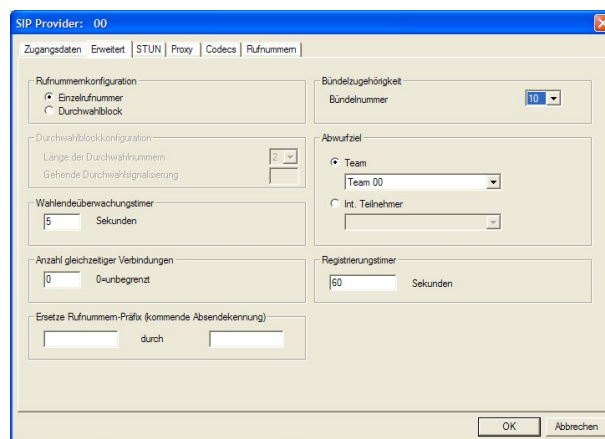 SIP Provider: 00
Zugangsdaten Erweitert STUN Proxy Codecs Rufnummern
Rufnummernkonfiguration
Einzelrufnummer
Durchwahlblock
Durchwahlblockkonfiguration
Länge der Durchwahlnummern 2
Gehende Durchwahlsignalisierung
Wahlendeüberwachungstimer
5 Sekunden
Anzahl gleichzeitiger Verbindungen
0 0=unbegrenzt
Ersetze Rufnummern-Präfix (kommende Absendekennung)
durch
Bündelzugehörigkeit
Bündelnummer 10
Abwurfziel
Team
Team 00
Int. Teilnehmer
Registrierungstimer
60 Sekunden
OK Abbrechen